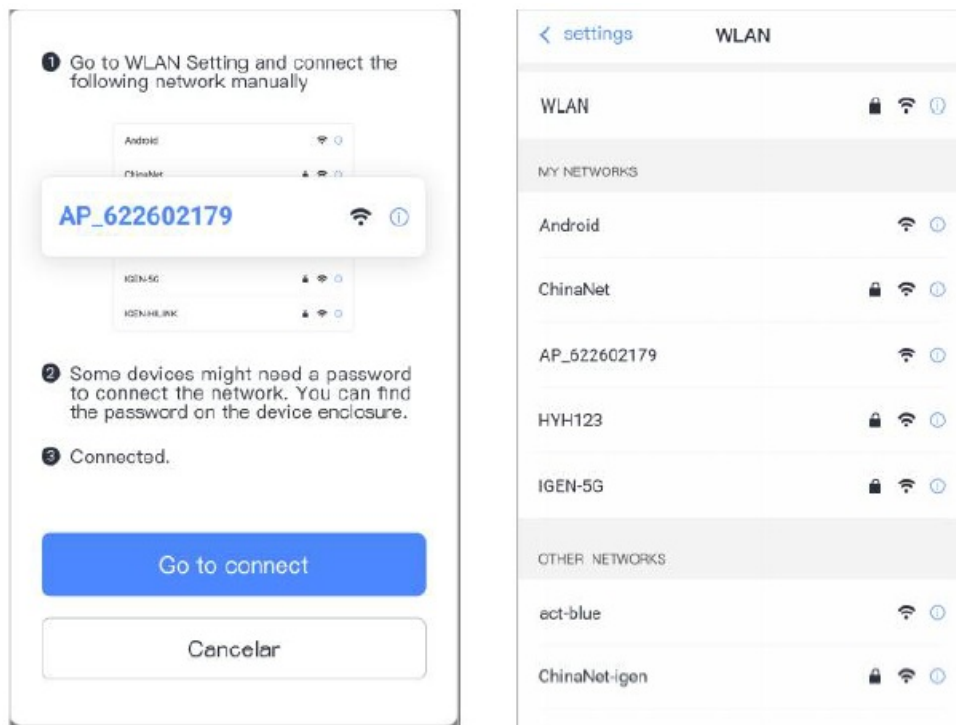 1 Go to WLAN Setting and connect the
following network manually
Android
ChinaNet
AP_622602179
IGEN-5G
IGEN-HILINK
2 Some devices might need a password
to connect the network. You can find
the password on the device enclosure.
3 Connected.
Go to connect
Cancelar
< settings WLAN
WLAN
MY NETWORKS
Android
ChinaNet
AP_622602179
HYH123
IGEN-5G
OTHER NETWORKS
ect-blue
ChinaNet-igen